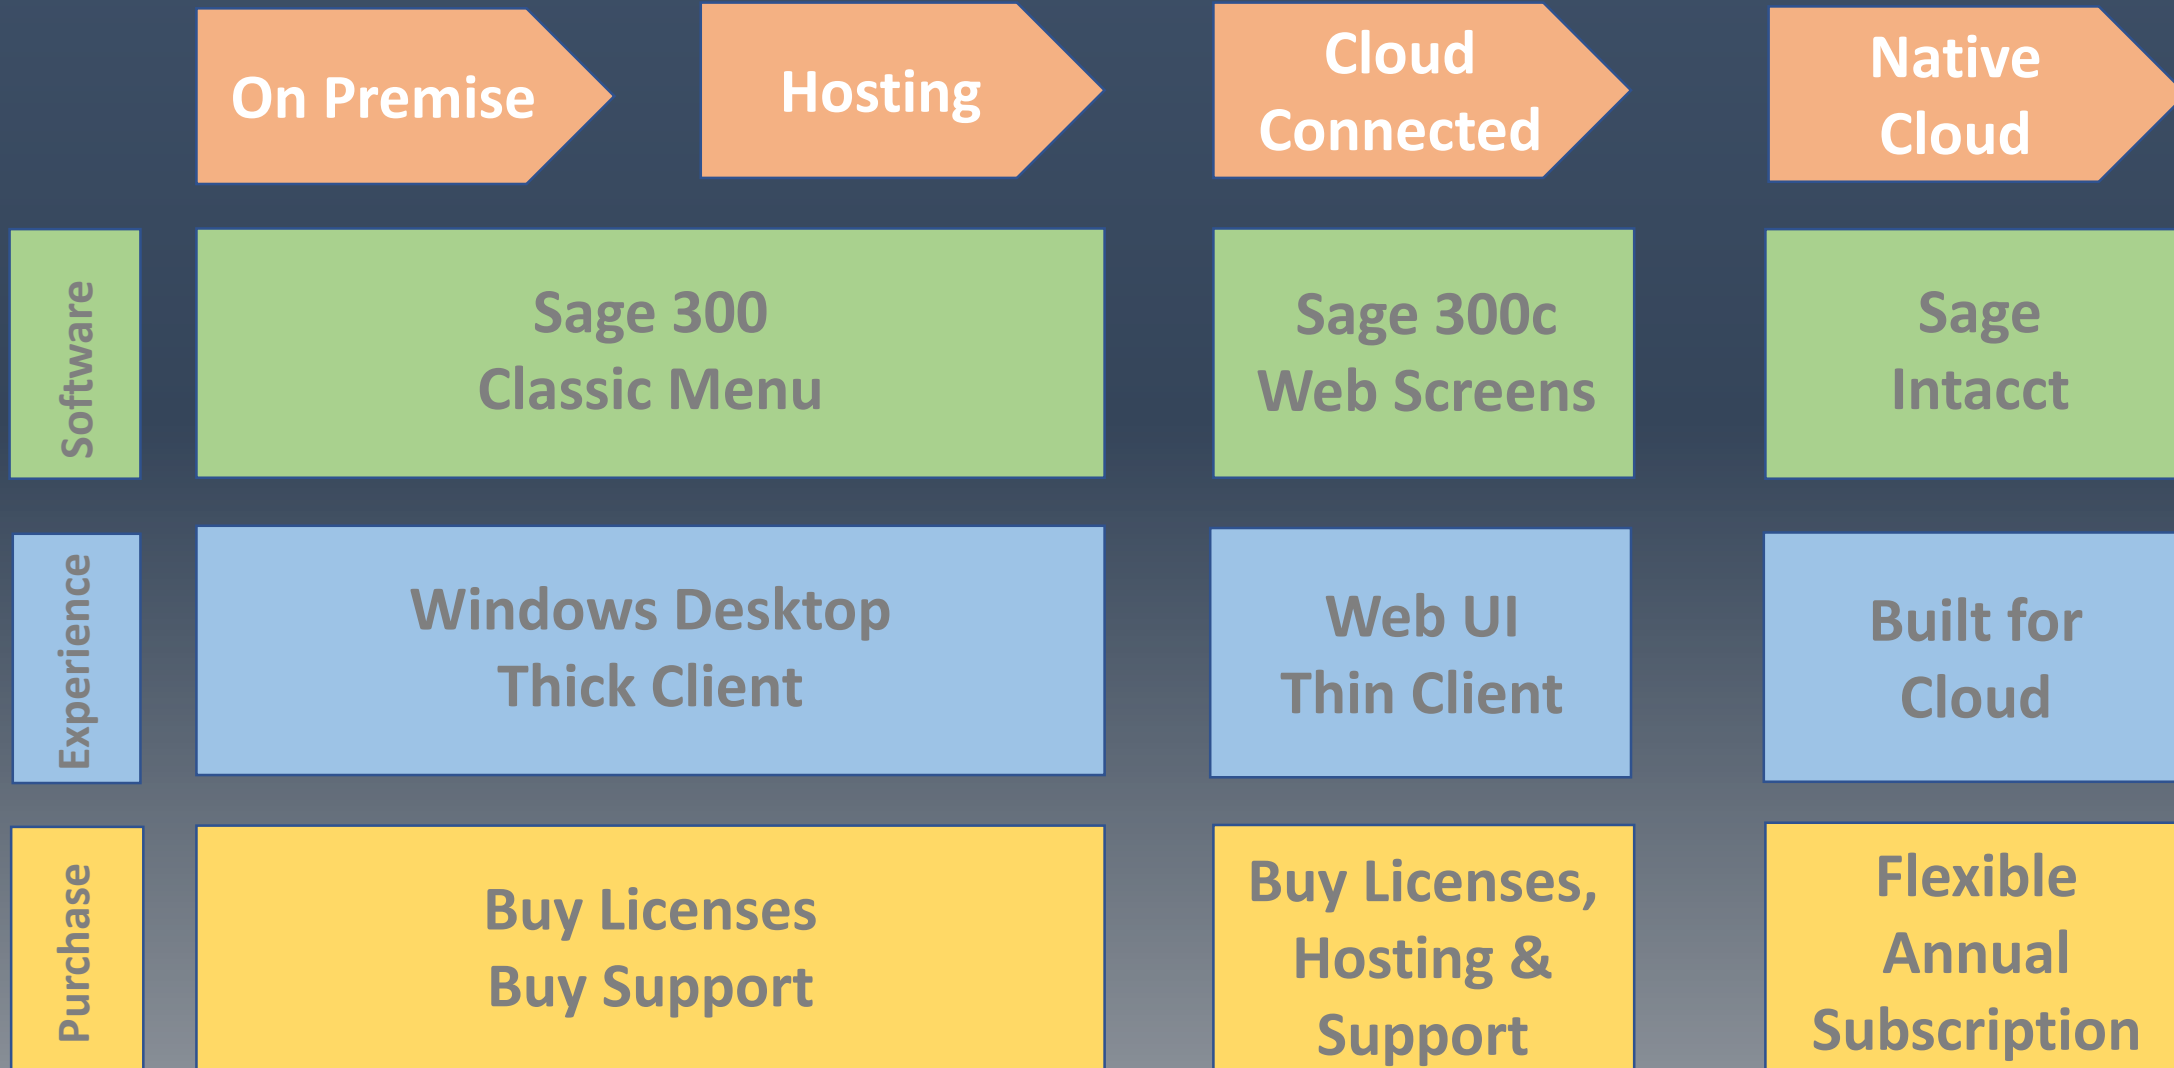 On Premise
Hosting
Cloud
Connected
Native
Cloud
Software
Sage 300
Classic Menu
Sage 300c
Web Screens
Sage
Intacct
Experience
Windows Desktop
Thick Client
Web UI
Thin Client
Built for
Cloud
Purchase
Buy Licenses
Buy Support
Buy Licenses,
Hosting &
Support
Flexible
Annual
Subscription